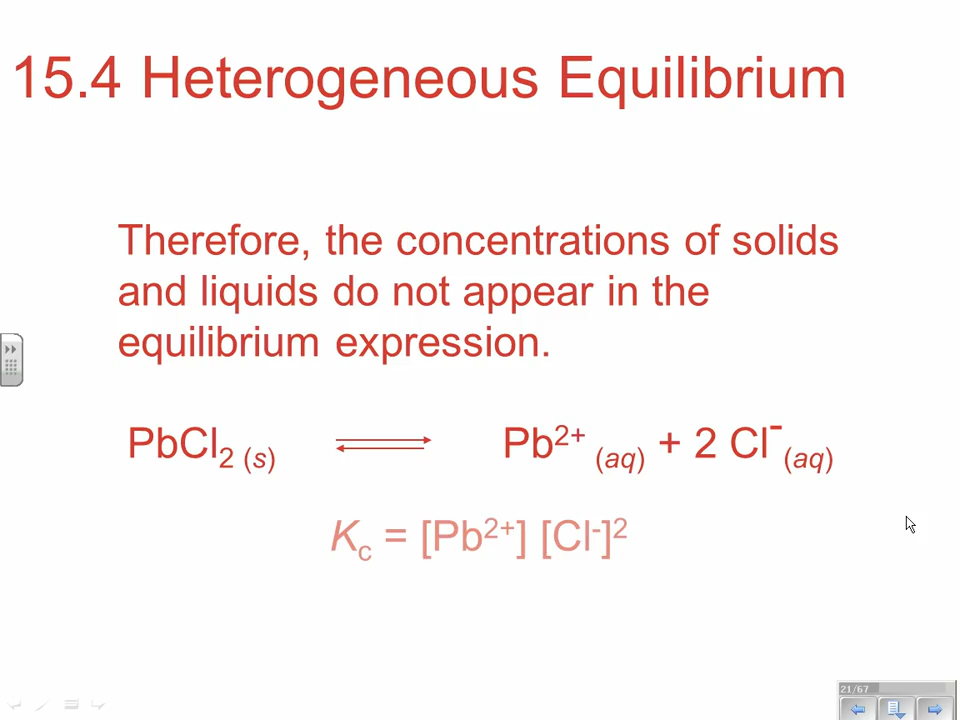 15.4 Heterogeneous Equilibrium
Therefore, the concentrations of solids
and liquids do not appear in the
equilibrium expression.
PbCl₂ (s) ⇌ Pb²⁺ (aq) + 2 Cl⁻(aq)
Kc = [Pb²⁺] [Cl⁻]²
21/67